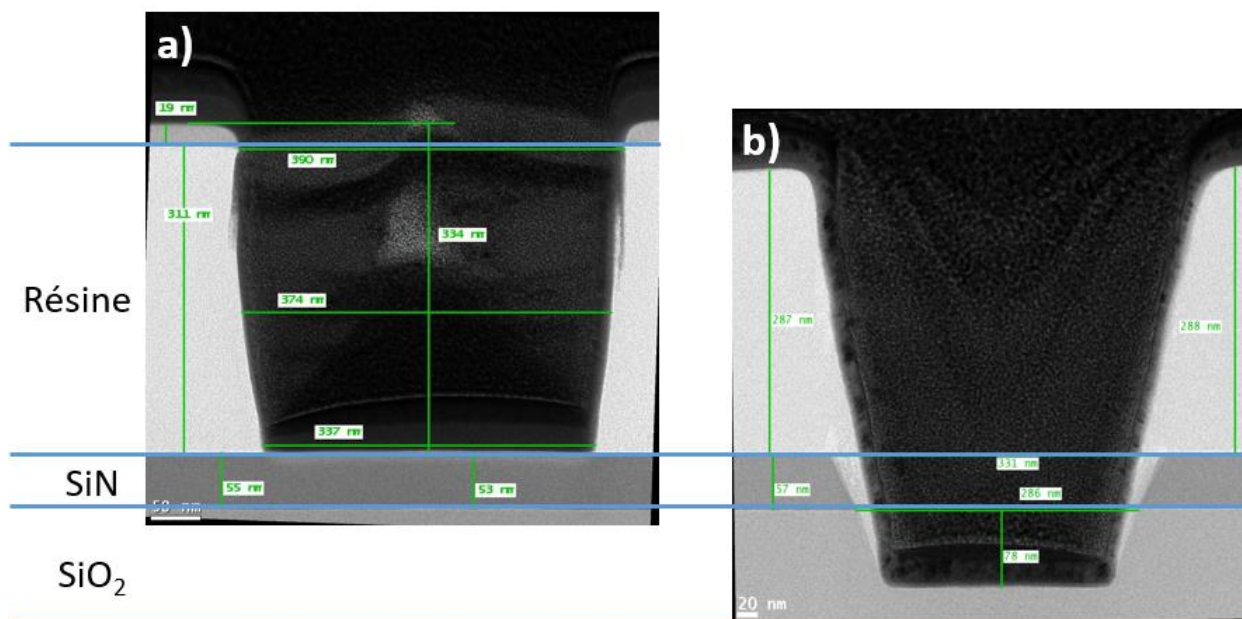 a)
19 nm
390 nm
311 nm
334 nm
Résine
374 nm
337 nm
SiN
55 nm
53 nm
50 nm
SiO2
b)
287 nm
288 nm
331 nm
57 nm
286 nm
78 nm
20 nm